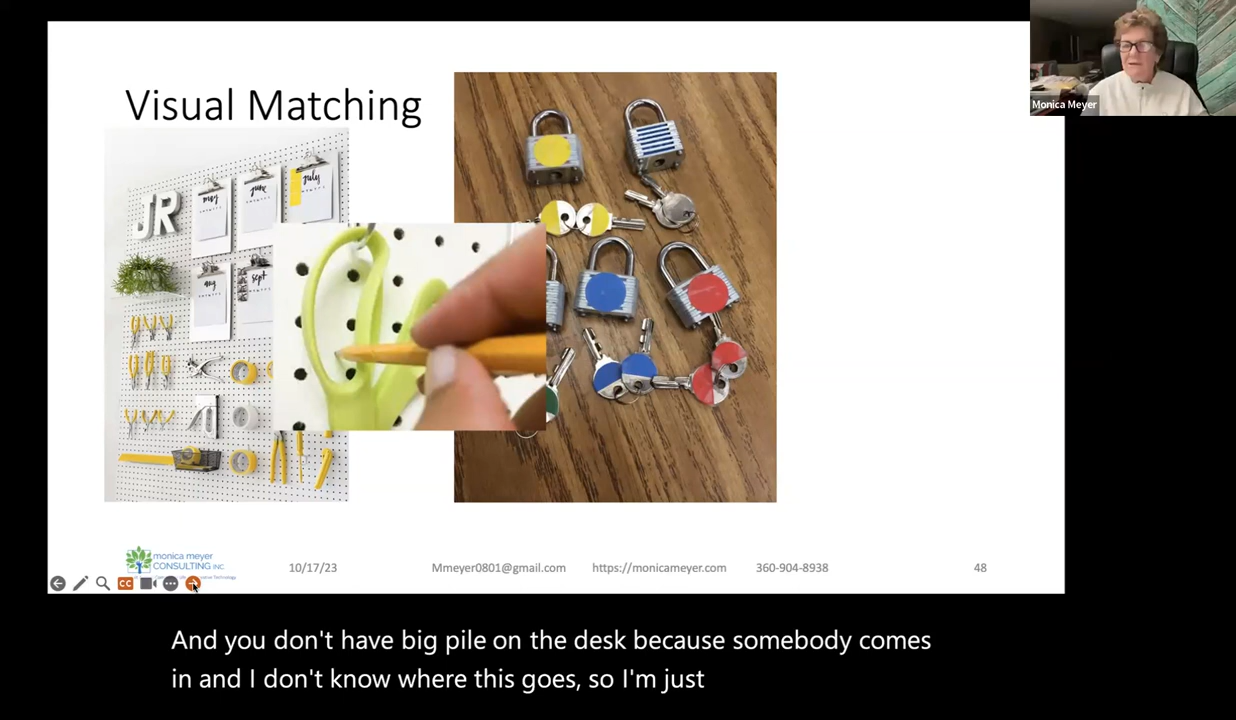 Visual Matching
JR
may
june
july
aug
sept
Monica Meyer
monica meyer
CONSULTING INC.
10/17/23
Mmeyer0801@gmail.com
https://monicameyer.com
360-904-8938
48
CC
And you don't have big pile on the desk because somebody comes
in and I don't know where this goes, so I'm just